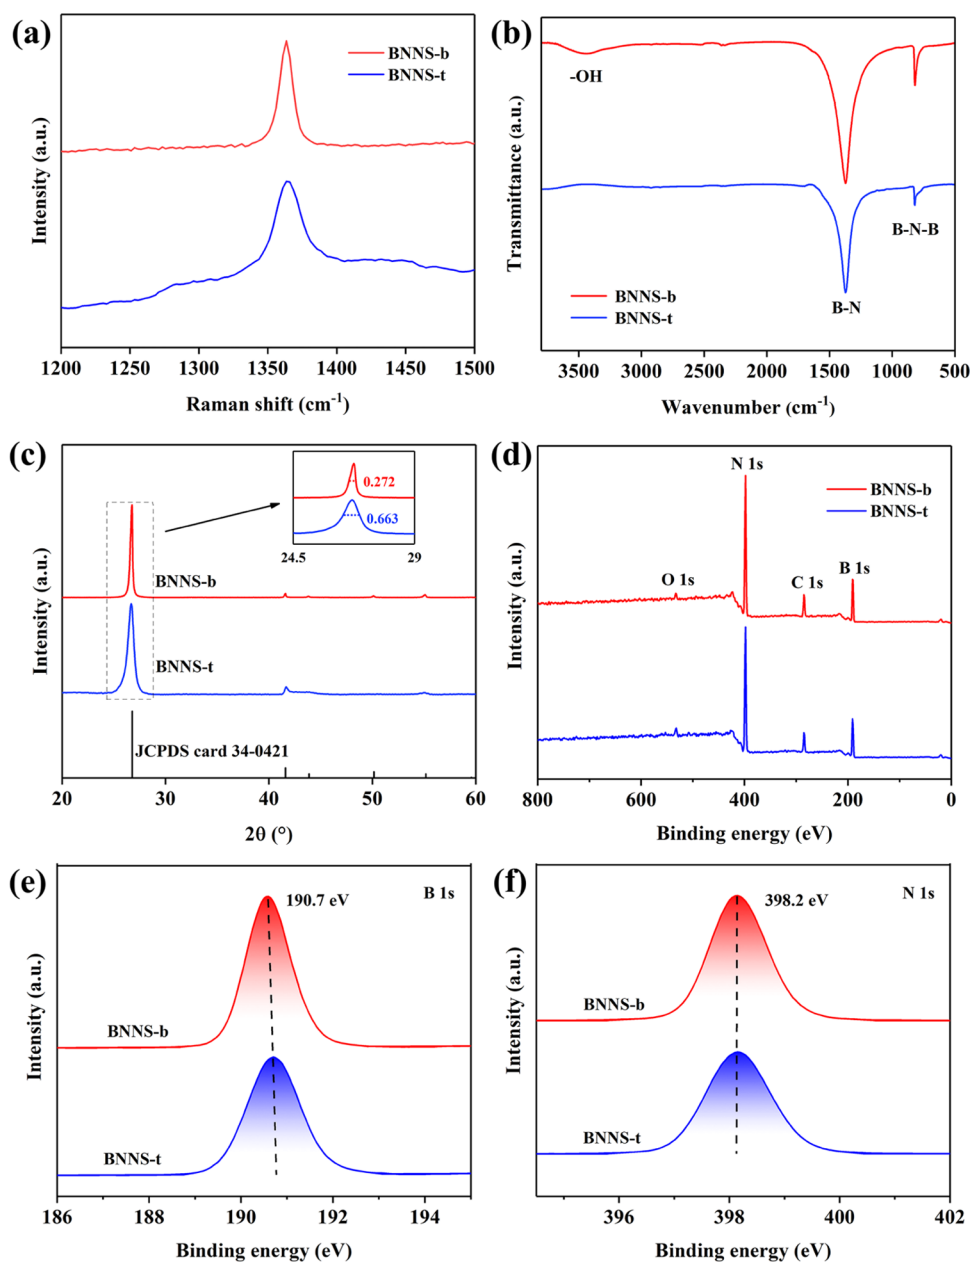 (a)
BNNS-b
BNNS-t
Intensity (a.u.)
1200 1250 1300 1350 1400 1450 1500
Raman shift (cm-1)
(b)
-OH
B-N-B
B-N
BNNS-b
BNNS-t
Transmittance (a.u.)
3500 3000 2500 2000 1500 1000 500
Wavenumber (cm-1)
(c)
0.272
0.663
24.5 29
BNNS-b
BNNS-t
JCPDS card 34-0421
Intensity (a.u.)
20 30 40 50 60
2θ (°)
(d)
N 1s
BNNS-b
BNNS-t
O 1s
C 1s
B 1s
Intensity (a.u.)
800 600 400 200 0
Binding energy (eV)
(e)
190.7 eV
B 1s
BNNS-b
BNNS-t
Intensity (a.u.)
186 188 190 192 194
Binding energy (eV)
(f)
398.2 eV
N 1s
BNNS-b
BNNS-t
Intensity (a.u.)
396 398 400 402
Binding energy (eV)